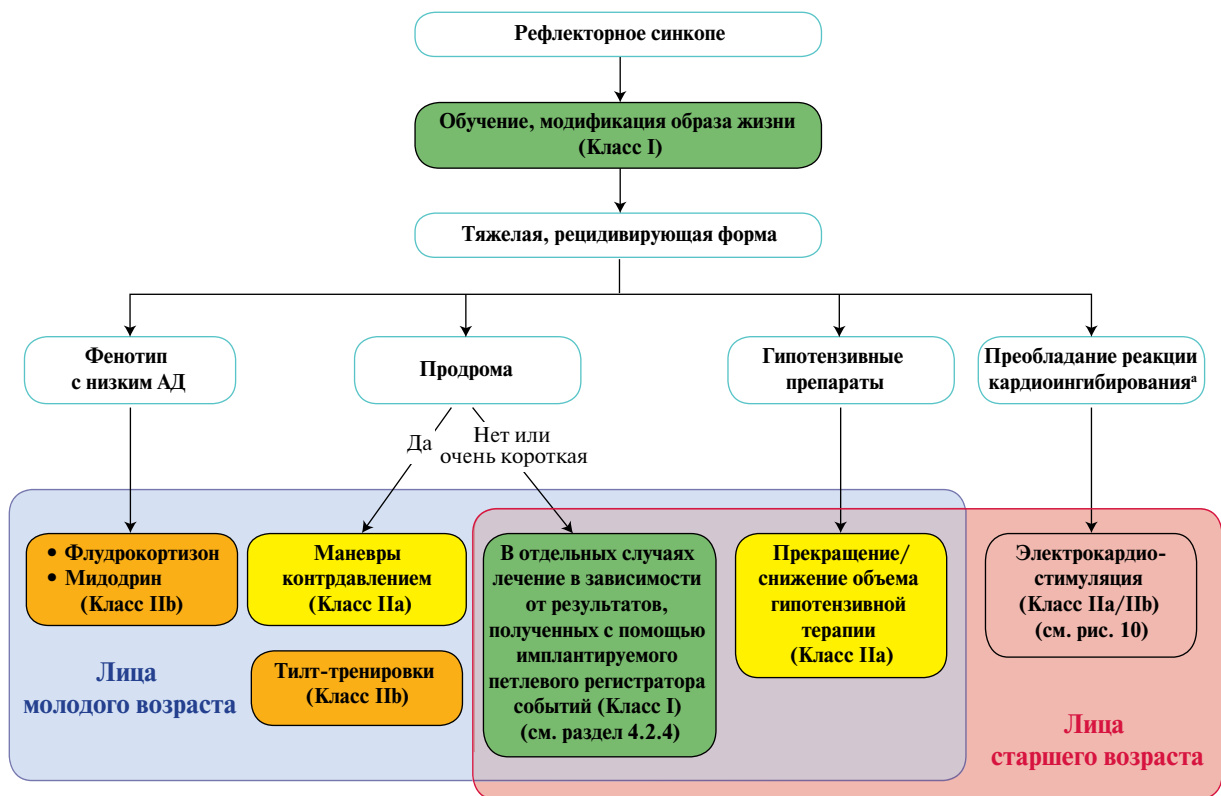 Рефлекторное синкопе
Обучение, модификация образа жизни
(Класс I)
Тяжелая, рецидивирующая форма
Фенотип
с низким АД
Продрома
Гипотензивные
препараты
Преобладание реакции
кардиоингибированияᵃ
Да
Нет или
очень короткая
• Флудрокортизон
• Мидодрин
(Класс IIb)
Маневры
контрдавлением
(Класс IIa)
Тилт-тренировки
(Класс IIb)
В отдельных случаях
лечение в зависимости
от результатов,
полученных с помощью
имплантируемого
петлевого регистратора
событий (Класс I)
(см. раздел 4.2.4)
Прекращение/
снижение объема
гипотензивной
терапии
(Класс IIa)
Электрокардио-
стимуляция
(Класс IIa/IIb)
(см. рис. 10)
Лица
молодого возраста
Лица
старшего возраста